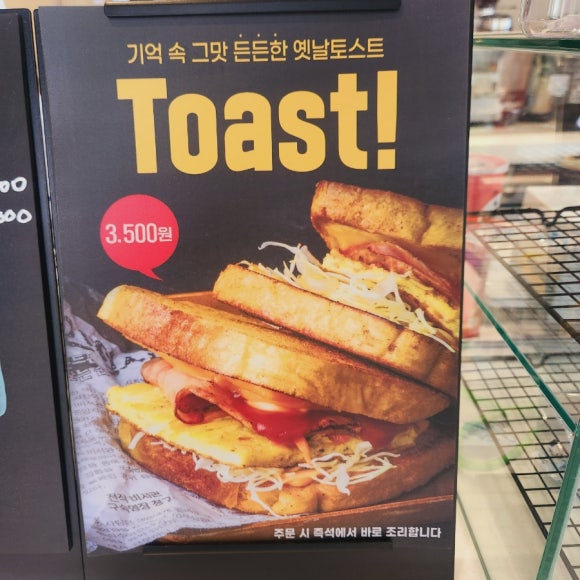 기억 속 그맛 든든한 옛날토스트
Toast!
3.500원
주문 시 즉석에서 바로 조리합니다